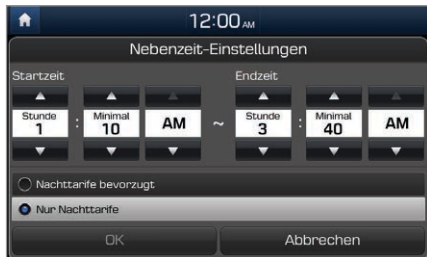 12:00 AM
Nebenzeit-Einstellungen
Startzeit Endzeit
Stunde 1 : Minimal 10 AM ~ Stunde 3 : Minimal 40 AM
Nachttarife bevorzugt
Nur Nachttarife
OK Abbrechen